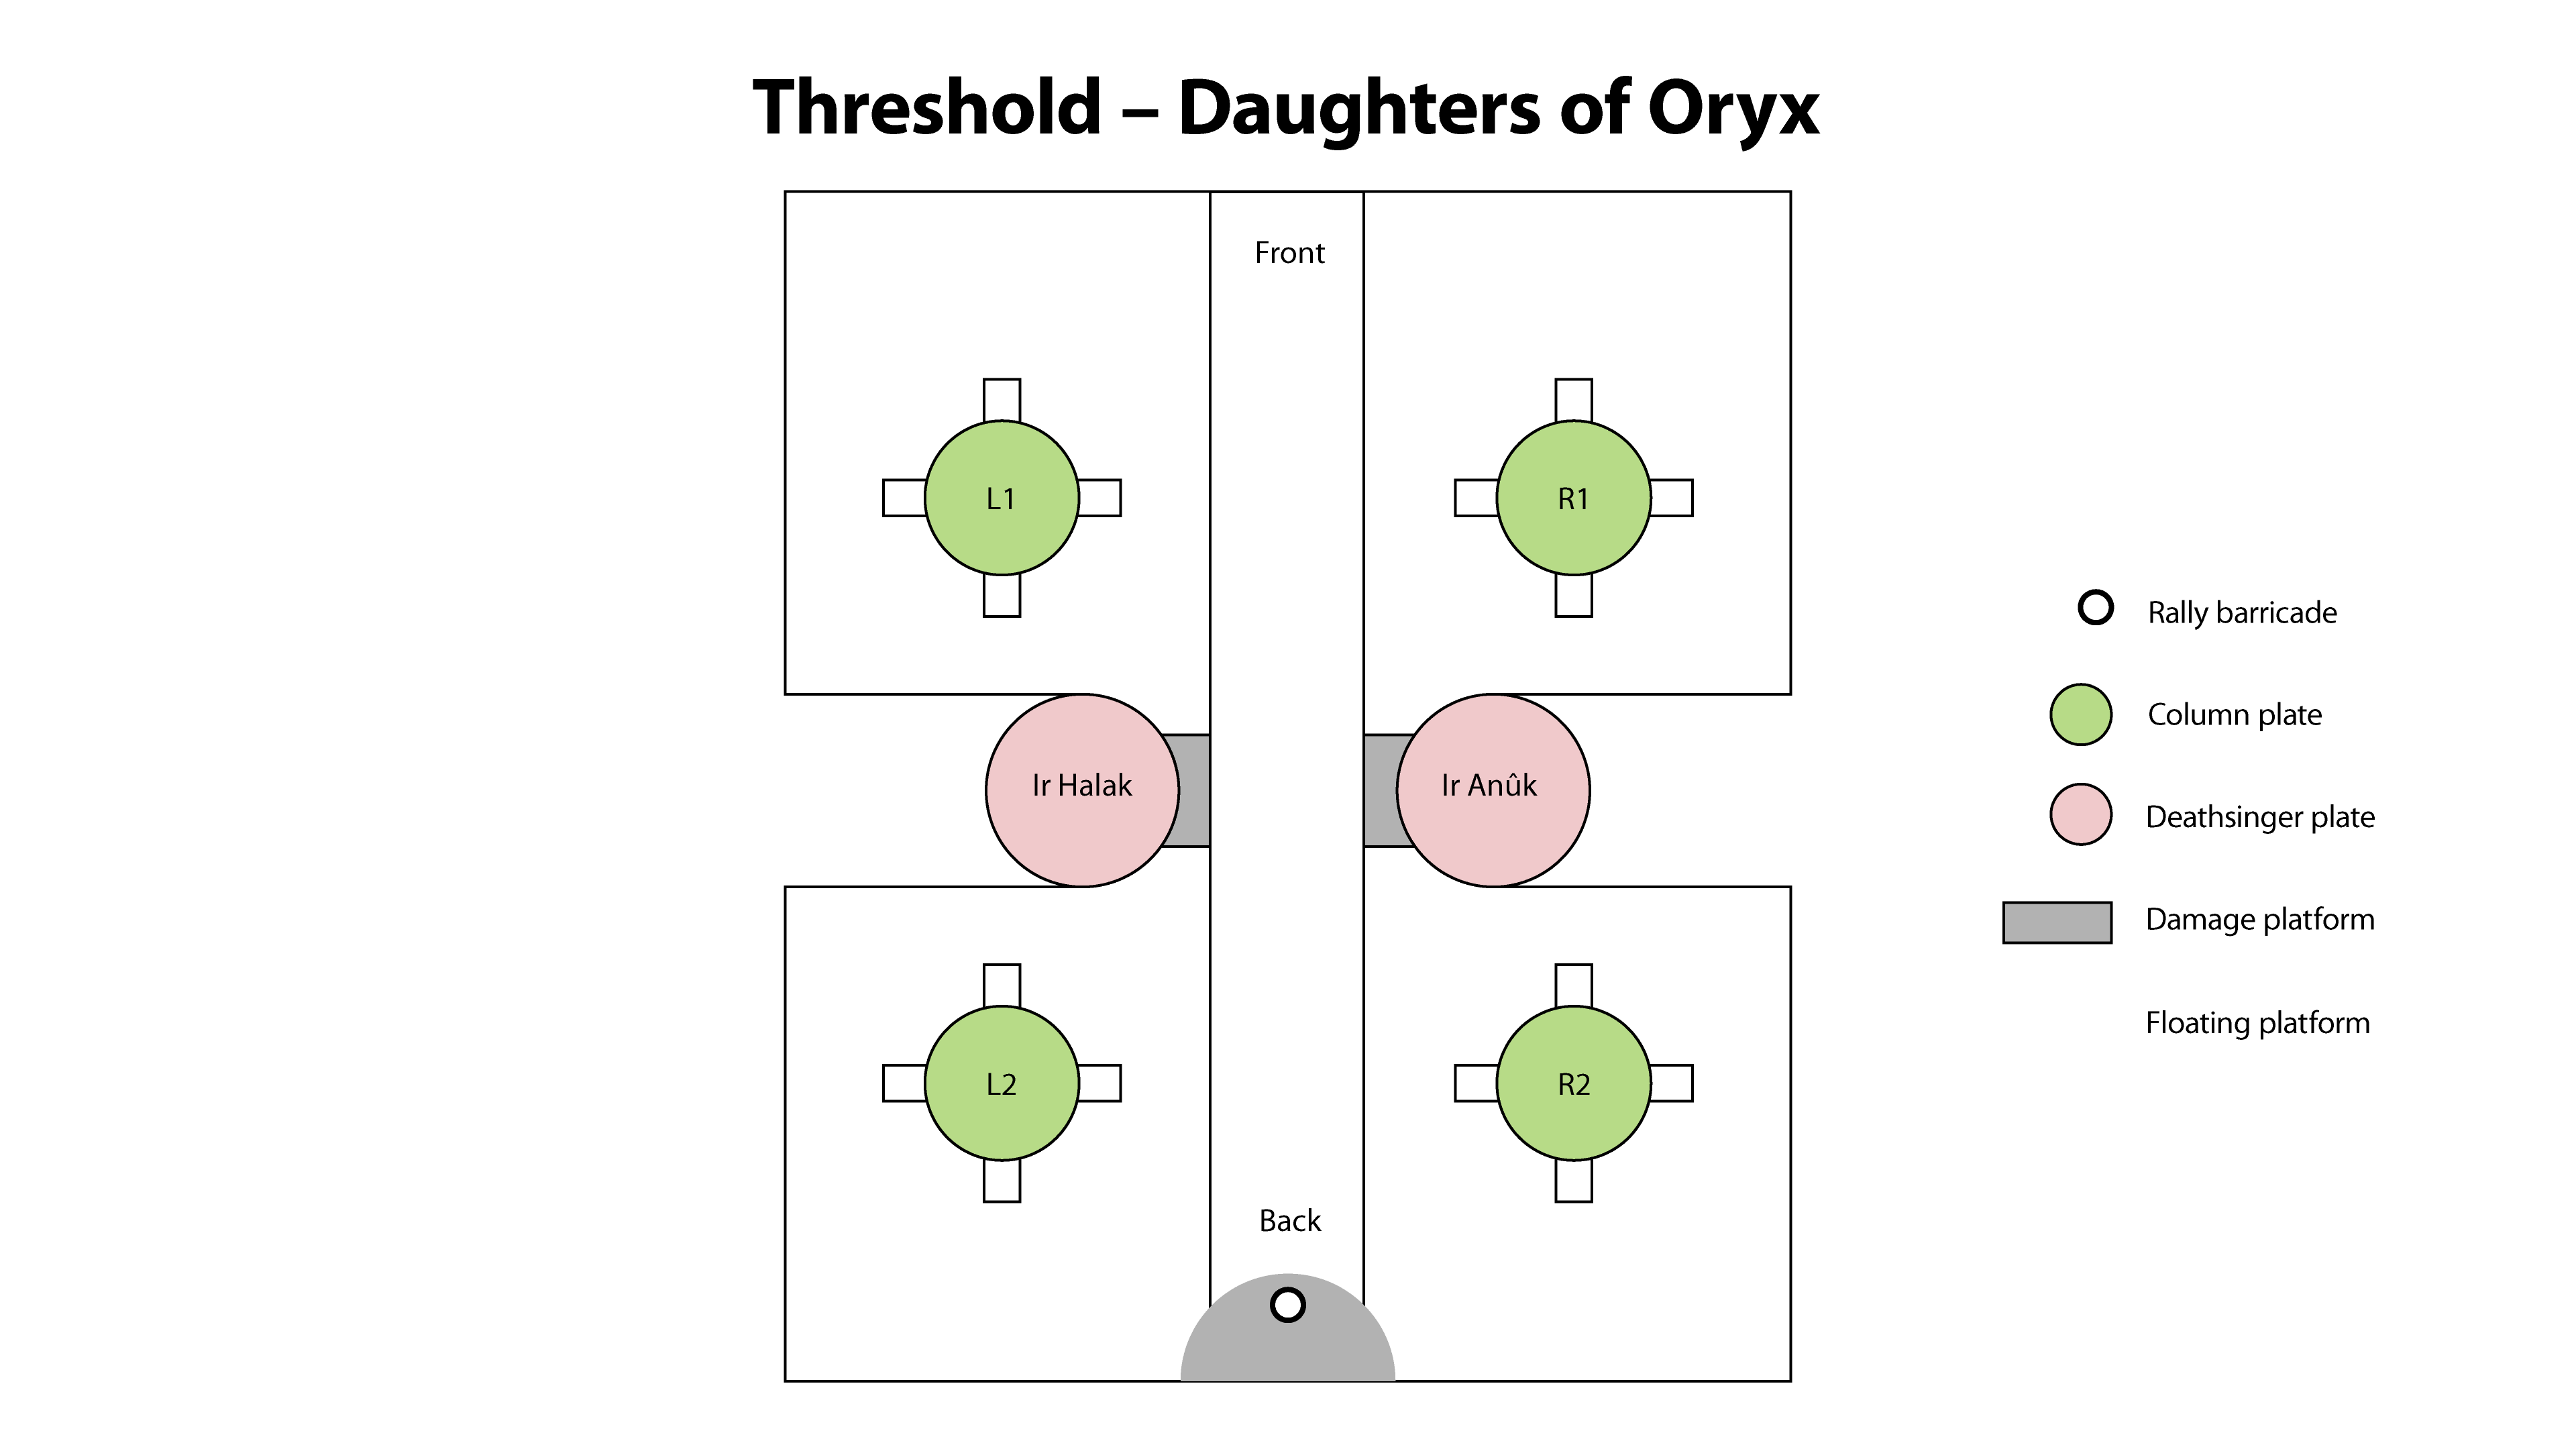 Threshold – Daughters of Oryx
Front
L1
R1
Ir Halak
Ir Anûk
L2
R2
Back
Rally barricade
Column plate
Deathsinger plate
Damage platform
Floating platform